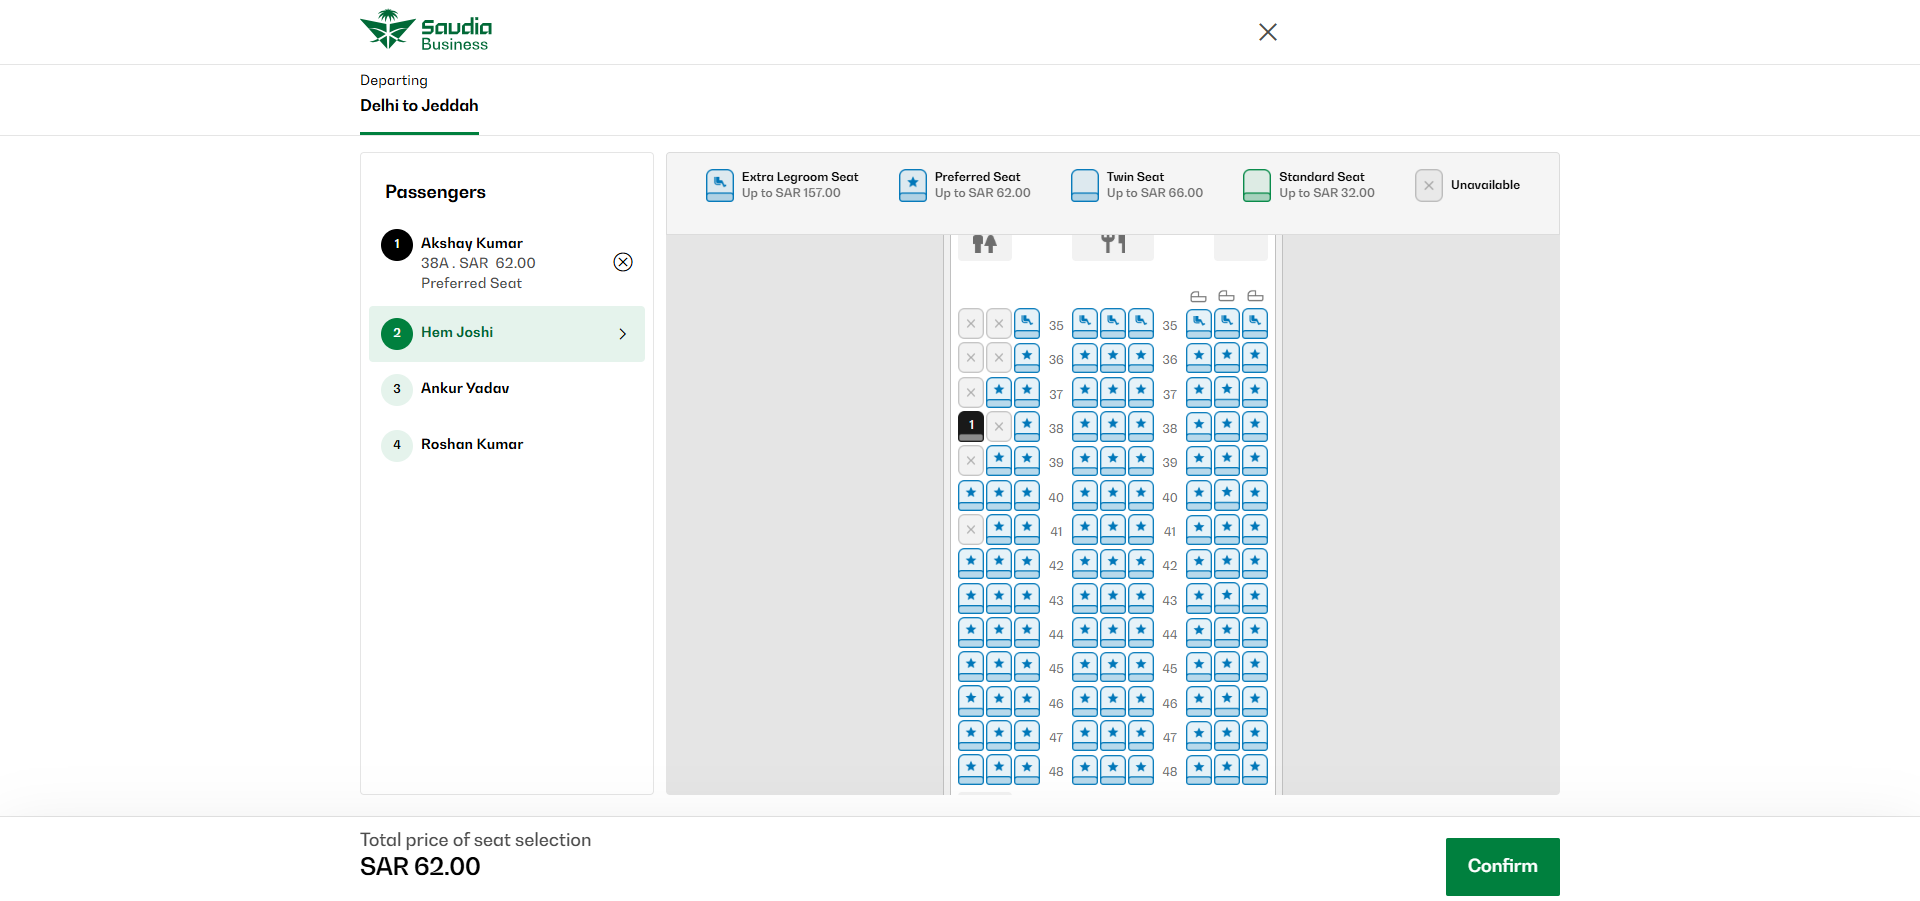 Saudia
Business
Departing
Delhi to Jeddah
Passengers
1
Akshay Kumar
38A . SAR 62.00
Preferred Seat
2
Hem Joshi
3
Ankur Yadav
4
Roshan Kumar
Extra Legroom Seat
Up to SAR 157.00
Preferred Seat
Up to SAR 62.00
Twin Seat
Up to SAR 66.00
Standard Seat
Up to SAR 32.00
Unavailable
35 35
36 36
37 37
1 38 38
39 39
40 40
41 41
42 42
43 43
44 44
45 45
46 46
47 47
48 48
Total price of seat selection
SAR 62.00
Confirm